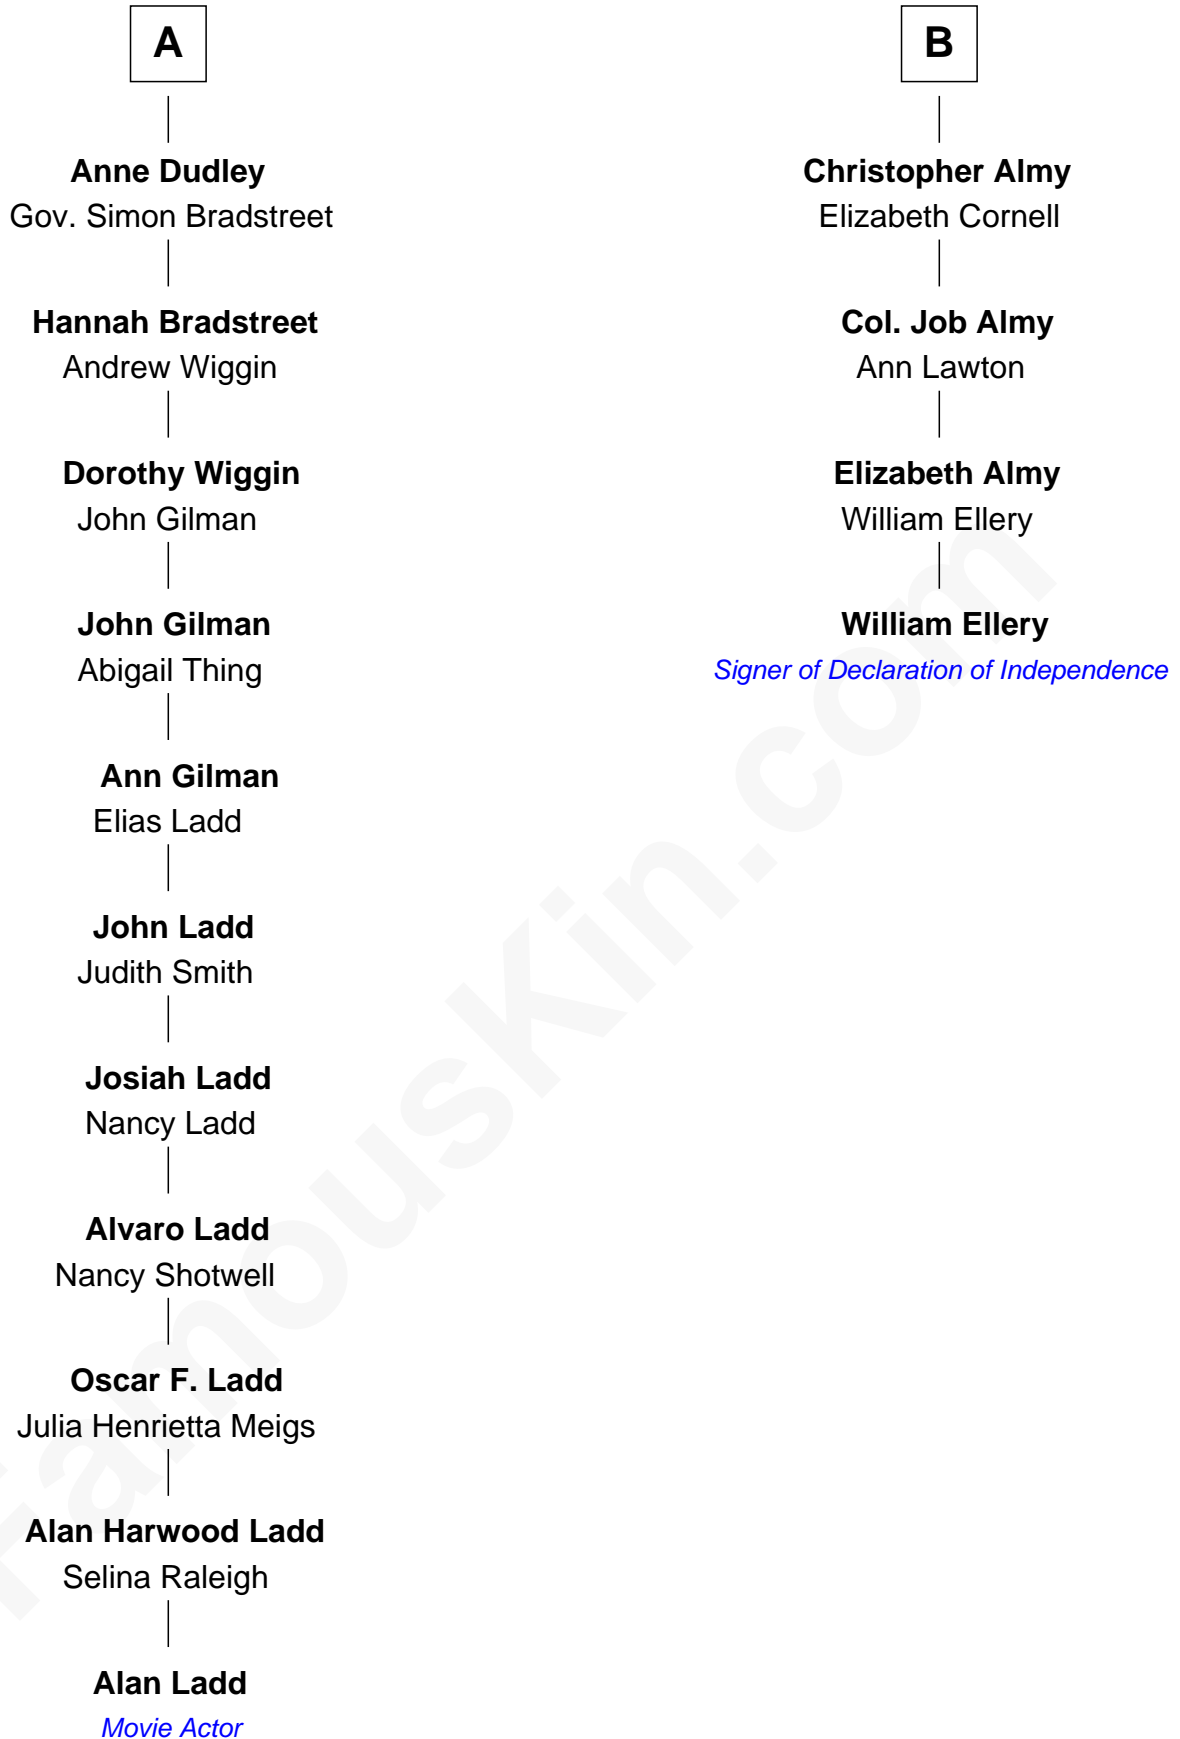 A
Anne Dudley
Gov. Simon Bradstreet
Hannah Bradstreet
Andrew Wiggin
Dorothy Wiggin
John Gilman
John Gilman
Abigail Thing
Ann Gilman
Elias Ladd
John Ladd
Judith Smith
Josiah Ladd
Nancy Ladd
Alvaro Ladd
Nancy Shotwell
Oscar F. Ladd
Julia Henrietta Meigs
Alan Harwood Ladd
Selina Raleigh
Alan Ladd
Movie Actor
B
Christopher Almy
Elizabeth Cornell
Col. Job Almy
Ann Lawton
Elizabeth Almy
William Ellery
William Ellery
Signer of Declaration of Independence
FamousKin.com